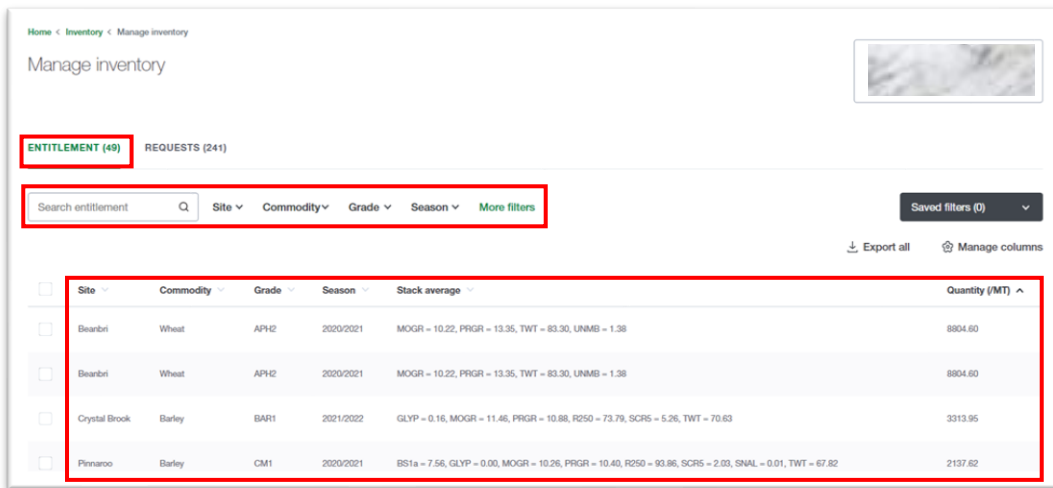 Home < Inventory < Manage inventory
Manage inventory
ENTITLEMENT (49) REQUESTS (241)
Search entitlement Site Commodity Grade Season More filters Saved filters (0)
Export all Manage columns
Site Commodity Grade Season Stack average Quantity (/MT)
Beanbri Wheat APH2 2020/2021 MOGR = 10.22, PRGR = 13.35, TWT = 83.30, UNMB = 1.38 8804.60
Beanbri Wheat APH2 2020/2021 MOGR = 10.22, PRGR = 13.35, TWT = 83.30, UNMB = 1.38 8804.60
Crystal Brook Barley BAR1 2021/2022 GLYP = 0.16, MOGR = 11.46, PRGR = 10.88, R250 = 73.79, SCR5 = 5.26, TWT = 70.63 3313.95
Pinnaroo Barley CM1 2020/2021 BS1a = 7.56, GLYP = 0.00, MOGR = 10.26, PRGR = 10.40, R250 = 93.86, SCR5 = 2.03, SNAL = 0.01, TWT = 67.82 2137.62